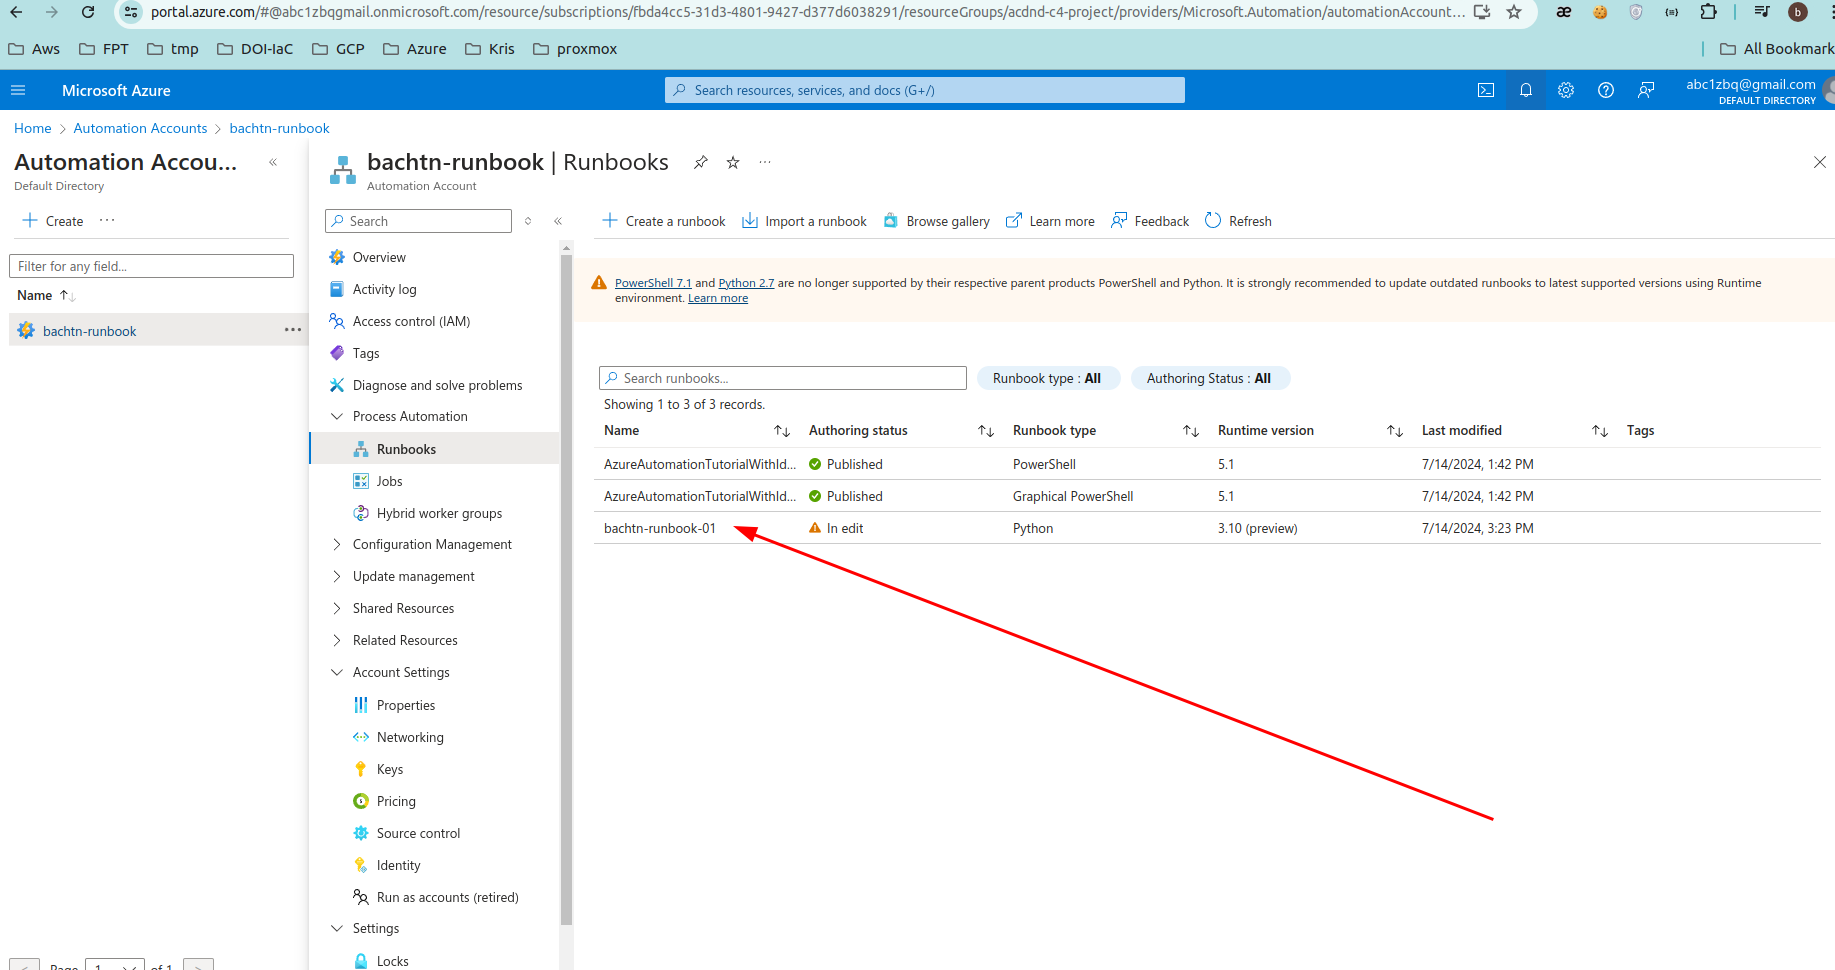 portal.azure.com/#@abc1zbqgmail.onmicrosoft.com/resource/subscriptions/fbda4cc5-31d3-4801-9427-d377d6038291/resourceGroups/acdnd-c4-project/providers/Microsoft.Automation/automationAccount...
b
Aws FPT tmp DOI-IaC GCP Azure Kris proxmox All Bookmark
Microsoft Azure
Search resources, services, and docs (G+/)
abc1zbq@gmail.com
DEFAULT DIRECTORY
Home > Automation Accounts > bachtn-runbook
Automation Accou...
Default Directory
Create
Filter for any field...
Name
bachtn-runbook
Page 1 of 1
bachtn-runbook | Runbooks
Automation Account
Search
Overview
Activity log
Access control (IAM)
Tags
Diagnose and solve problems
Process Automation
Runbooks
Jobs
Hybrid worker groups
Configuration Management
Update management
Shared Resources
Related Resources
Account Settings
Properties
Networking
Keys
Pricing
Source control
Identity
Run as accounts (retired)
Settings
Locks
Create a runbook Import a runbook Browse gallery Learn more Feedback Refresh
PowerShell 7.1 and Python 2.7 are no longer supported by their respective parent products PowerShell and Python. It is strongly recommended to update outdated runbooks to latest supported versions using Runtime
environment. Learn more
Search runbooks...
Runbook type : All
Authoring Status : All
Showing 1 to 3 of 3 records.
Name Authoring status Runbook type Runtime version Last modified Tags
AzureAutomationTutorialWithId... Published PowerShell 5.1 7/14/2024, 1:42 PM
AzureAutomationTutorialWithId... Published Graphical PowerShell 5.1 7/14/2024, 1:42 PM
bachtn-runbook-01 In edit Python 3.10 (preview) 7/14/2024, 3:23 PM